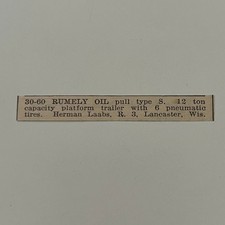 30-60 RUMELY OIL pull type S. 12 ton
capacity platform trailer with 6 pneumatic
tires. Herman Laabs, R. 3, Lancaster, Wis.